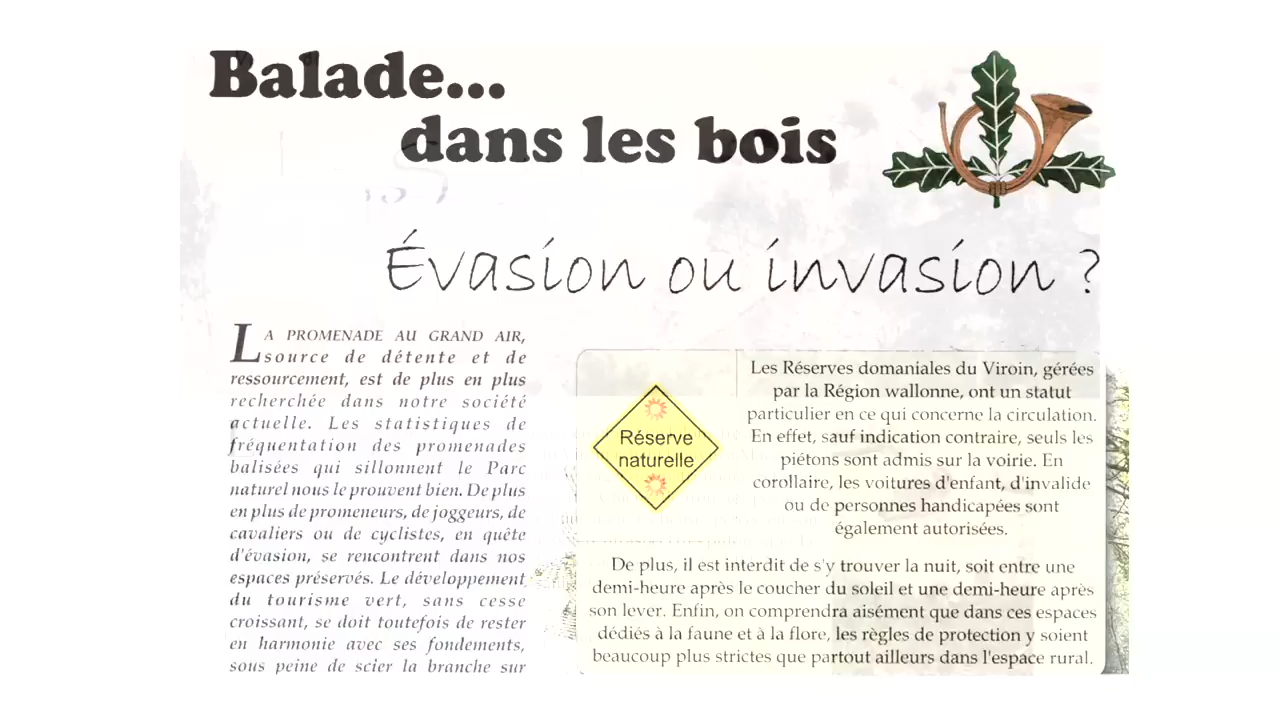 Balade...
dans les bois
Évasion ou invasion ?
LA PROMENADE AU GRAND AIR,
source de détente et de
ressourcement, est de plus en plus
recherchée dans notre société
actuelle. Les statistiques de
fréquentation des promenades
balisées qui sillonnent le Parc
naturel nous le prouvent bien. De plus
en plus de promeneurs, de joggeurs, de
cavaliers ou de cyclistes, en quête
d'évasion, se rencontrent dans nos
espaces préservés. Le développement
du tourisme vert, sans cesse
croissant, se doit toutefois de rester
en harmonie avec ses fondements,
sous peine de scier la branche sur
Réserve
naturelle
Les Réserves domaniales du Viroin, gérées
par la Région wallonne, ont un statut
particulier en ce qui concerne la circulation.
En effet, sauf indication contraire, seuls les
piétons sont admis sur la voirie. En
corollaire, les voitures d'enfant, d'invalide
ou de personnes handicapées sont
également autorisées.
De plus, il est interdit de s'y trouver la nuit, soit entre une
demi-heure après le coucher du soleil et une demi-heure après
son lever. Enfin, on comprendra aisément que dans ces espaces
dédiés à la faune et à la flore, les règles de protection y soient
beaucoup plus strictes que partout ailleurs dans l'espace rural.